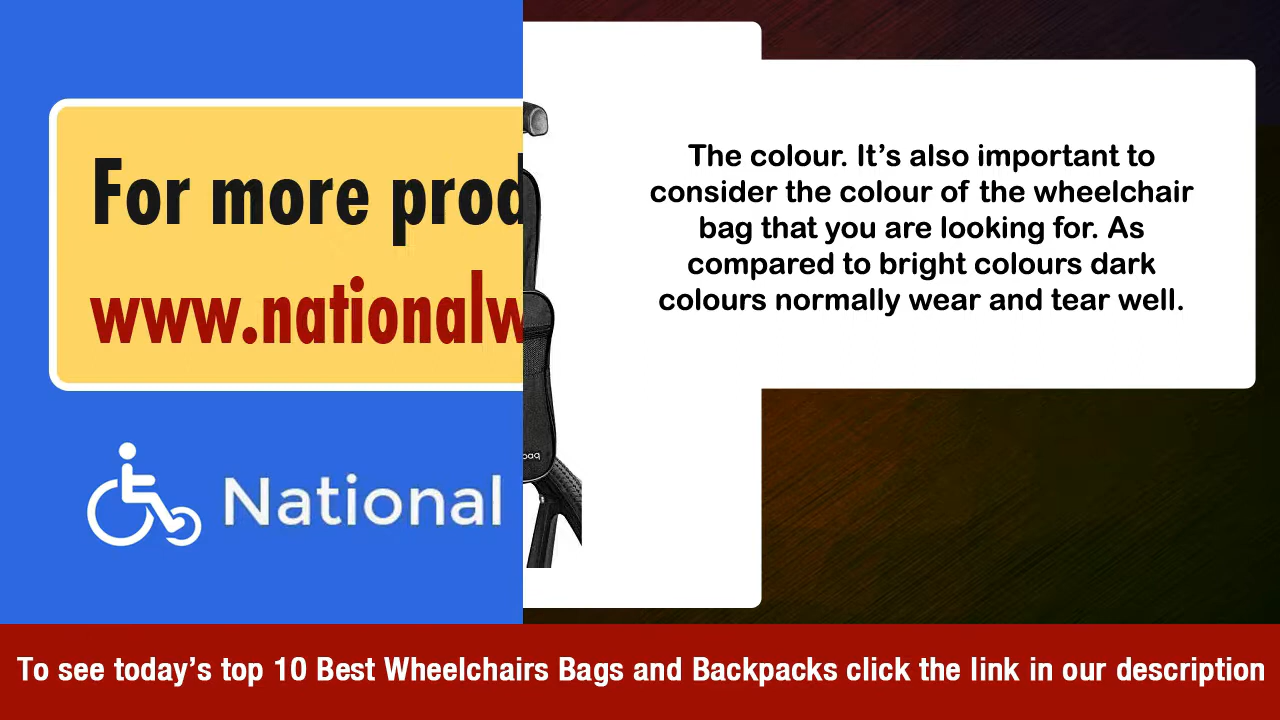 For more prod
www.nationalw
National
The colour. It's also important to
consider the colour of the wheelchair
bag that you are looking for. As
compared to bright colours dark
colours normally wear and tear well.
To see today's top 10 Best Wheelchairs Bags and Backpacks click the link in our description